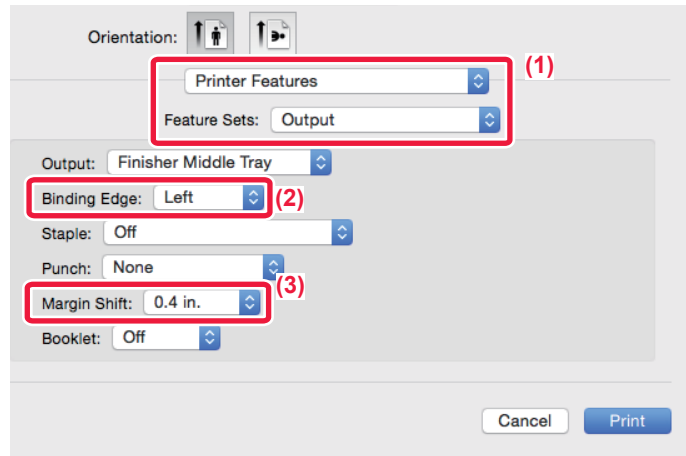 Orientation:
(1)
Printer Features
Feature Sets: Output
Output: Finisher Middle Tray
Binding Edge: Left (2)
Staple: Off
Punch: None
(3)
Margin Shift: 0.4 in.
Booklet: Off
Cancel Print